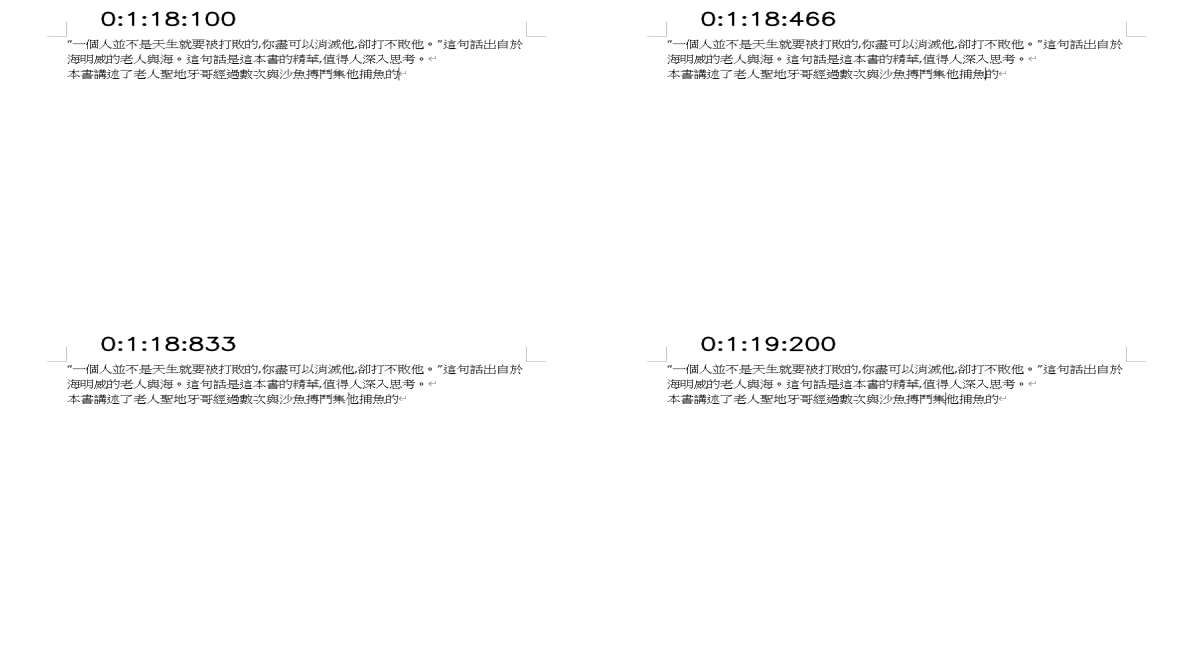 0:1:18:100
“一個人並不是天生就要被打敗的,你盡可以消滅他,卻打不敗他。”這句話出自於
海明威的老人與海。這句話是這本書的精華,值得人深入思考。
本書講述了老人聖地牙哥經過數次與沙魚搏鬥集他捕魚的
0:1:18:466
“一個人並不是天生就要被打敗的,你盡可以消滅他,卻打不敗他。”這句話出自於
海明威的老人與海。這句話是這本書的精華,值得人深入思考。
本書講述了老人聖地牙哥經過數次與沙魚搏鬥集他捕魚的
0:1:18:833
“一個人並不是天生就要被打敗的,你盡可以消滅他,卻打不敗他。”這句話出自於
海明威的老人與海。這句話是這本書的精華,值得人深入思考。
本書講述了老人聖地牙哥經過數次與沙魚搏鬥集他捕魚的
0:1:19:200
“一個人並不是天生就要被打敗的,你盡可以消滅他,卻打不敗他。”這句話出自於
海明威的老人與海。這句話是這本書的精華,值得人深入思考。
本書講述了老人聖地牙哥經過數次與沙魚搏鬥集他捕魚的